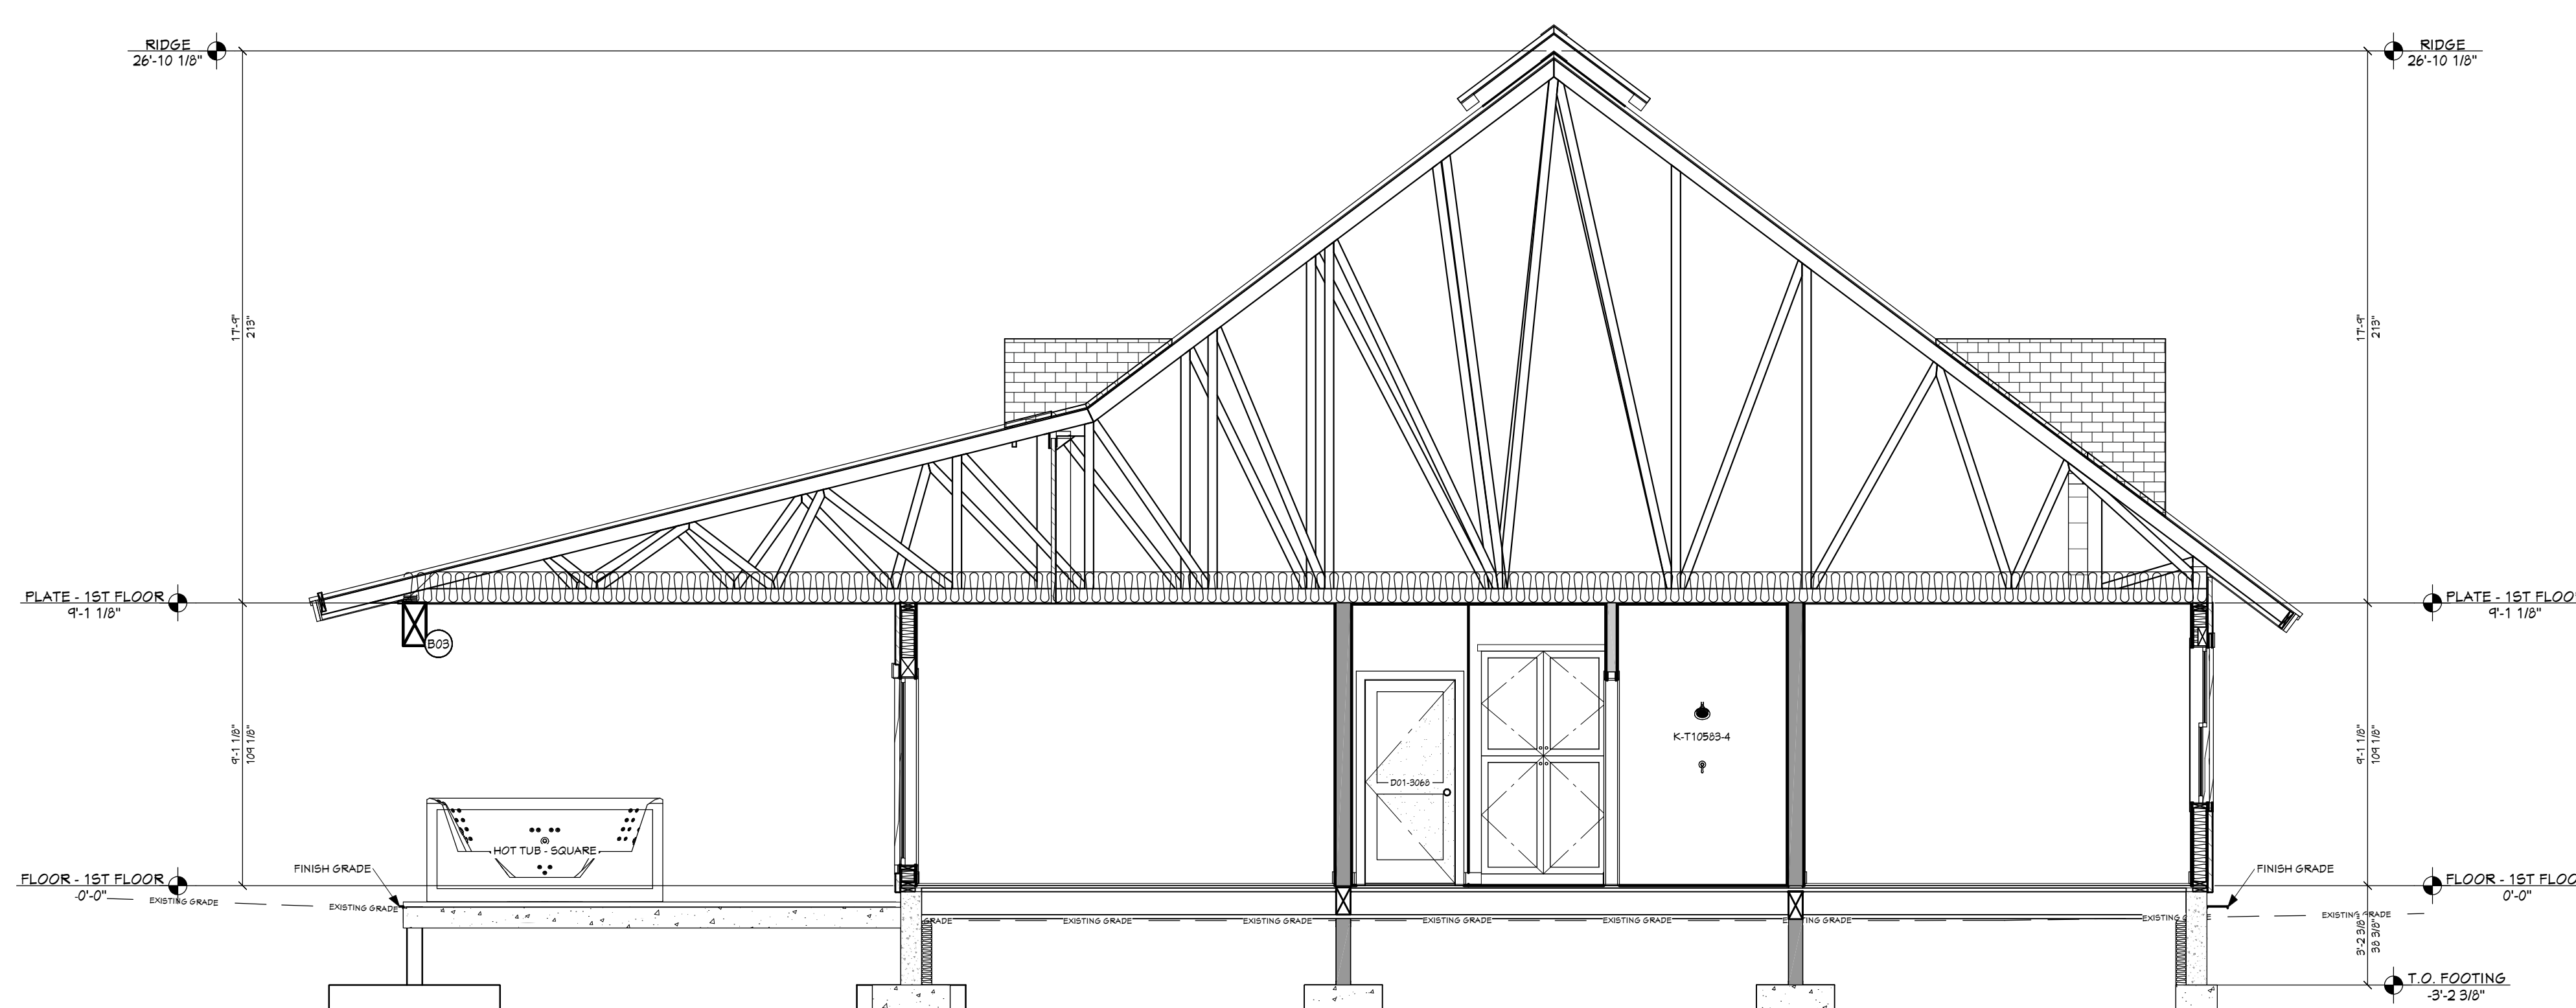 RIDGE
26'-10 1/8"
RIDGE
26'-10 1/8"
17'-9"
213"
17'-9"
213"
PLATE - 1ST FLOOR
9'-1 1/8"
B03
PLATE - 1ST FLOO
9'-1 1/8"
9'-1 1/8"
109 1/8"
K-T10583-4
D01-3068
9'-1 1/8"
109 1/8"
HOT TUB - SQUARE
FINISH GRADE
FINISH GRADE
FLOOR - 1ST FLOOR
-0'-0"
FLOOR - 1ST FLOO
0'-0"
EXISTING GRADE
EXISTING GRADE
GRADE
EXISTING GRADE
EXISTING GRADE
EXISTING GRADE
EXISTING GRADE
EXISTING GRADE
EXISTING GRADE
3'-2 3/8"
38 3/8"
T.O. FOOTING
-3'-2 3/8"